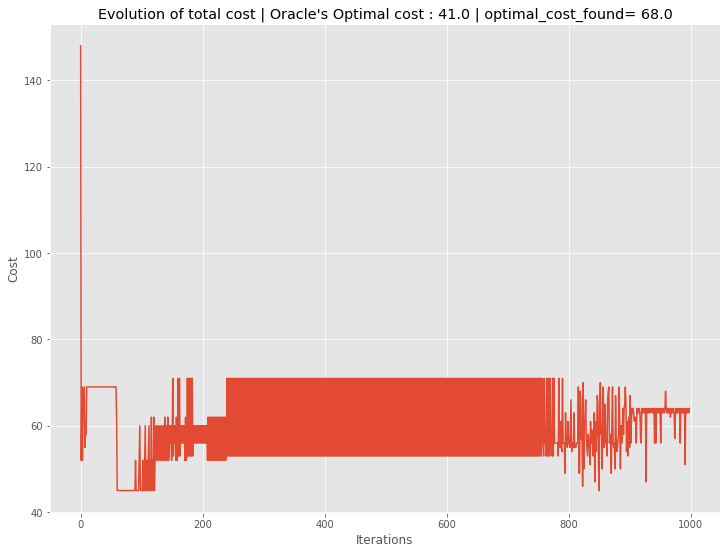 Evolution of total cost | Oracle's Optimal cost : 41.0 | optimal_cost_found= 68.0
140
120
100
80
60
40
Cost
0 200 400 600 800 1000
Iterations